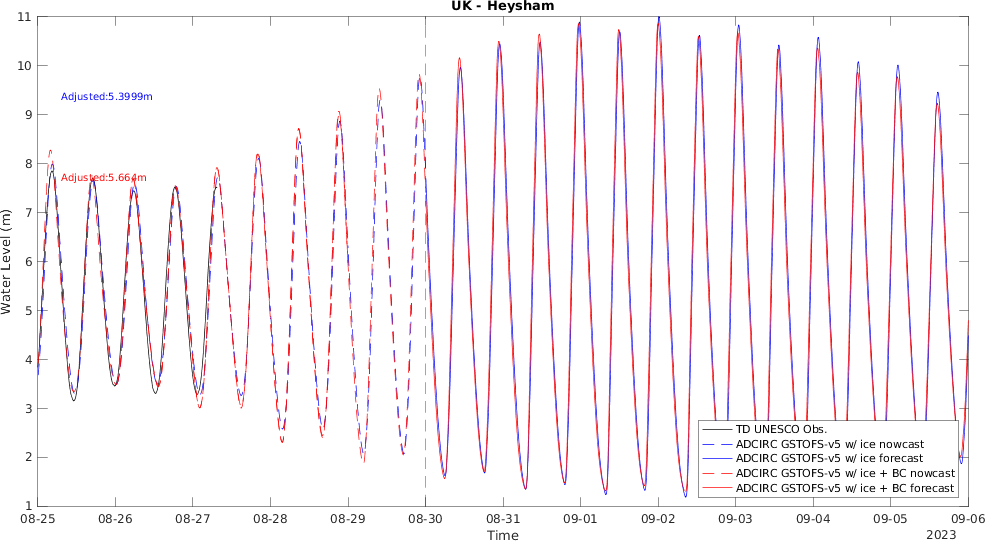 UK - Heysham
11
10
9
8
7
6
5
4
3
2
1
Water Level (m)
Adjusted:5.3999m
Adjusted:5.664m
TD UNESCO Obs.
ADCIRC GSTOFS-v5 w/ ice nowcast
ADCIRC GSTOFS-v5 w/ ice forecast
ADCIRC GSTOFS-v5 w/ ice + BC nowcast
ADCIRC GSTOFS-v5 w/ ice + BC forecast
08-25 08-26 08-27 08-28 08-29 08-30 08-31 09-01 09-02 09-03 09-04 09-05 09-06
Time
2023